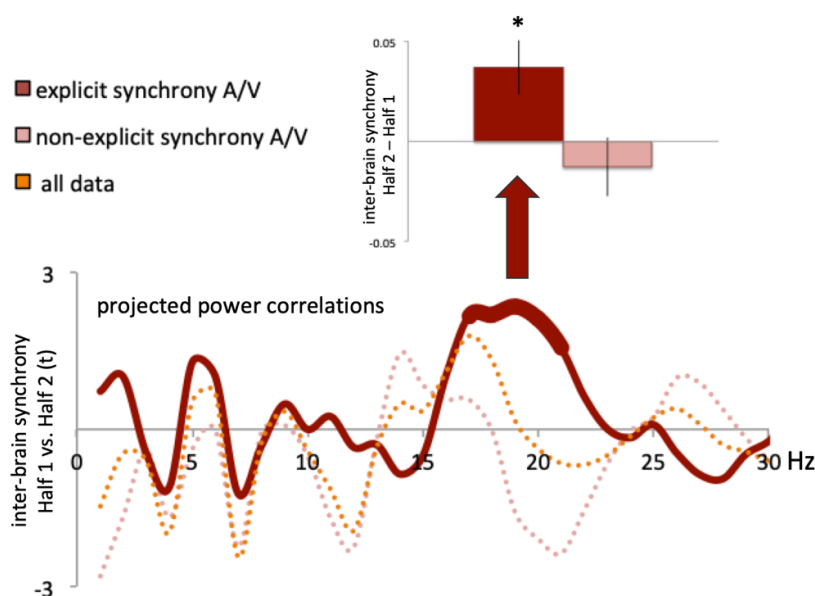 *
0.05
inter-brain synchrony
Half 2 – Half 1
-0.05
explicit synchrony A/V
non-explicit synchrony A/V
all data
3
projected power correlations
inter-brain synchrony
Half 1 vs. Half 2 (t)
0 5 10 15 20 25 30 Hz
-3